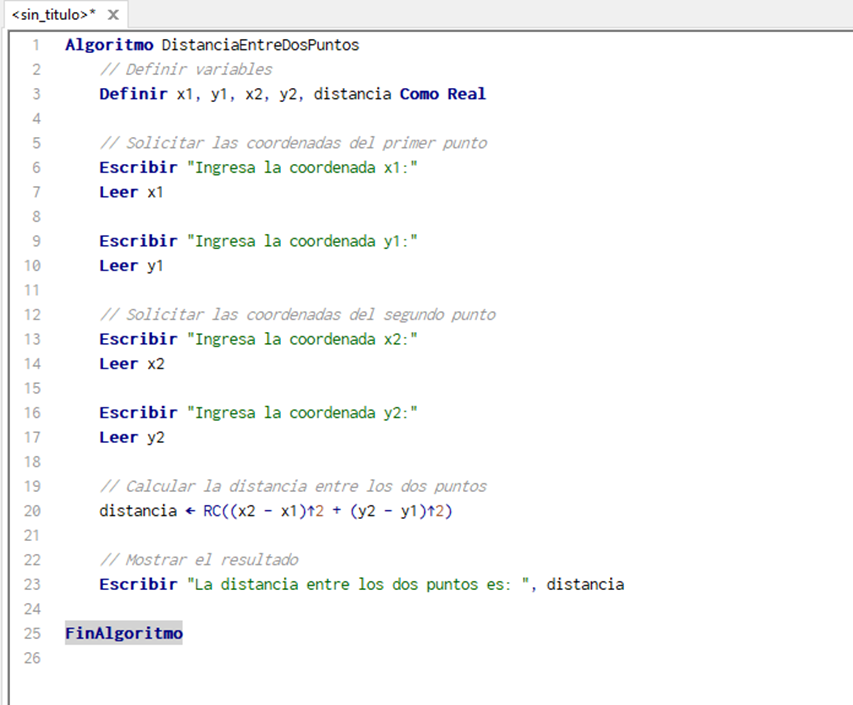 <sin_titulo>* X
1 Algoritmo DistanciaEntreDosPuntos
2 // Definir variables
3 Definir x1, y1, x2, y2, distancia Como Real
4
5 // Solicitar las coordenadas del primer punto
6 Escribir "Ingresa la coordenada x1:"
7 Leer x1
8
9 Escribir "Ingresa la coordenada y1:"
10 Leer y1
11
12 // Solicitar las coordenadas del segundo punto
13 Escribir "Ingresa la coordenada x2:"
14 Leer x2
15
16 Escribir "Ingresa la coordenada y2:"
17 Leer y2
18
19 // Calcular la distancia entre los dos puntos
20 distancia ← RC((x2 - x1)↑2 + (y2 - y1)↑2)
21
22 // Mostrar el resultado
23 Escribir "La distancia entre los dos puntos es: ", distancia
24
25 FinAlgoritmo
26